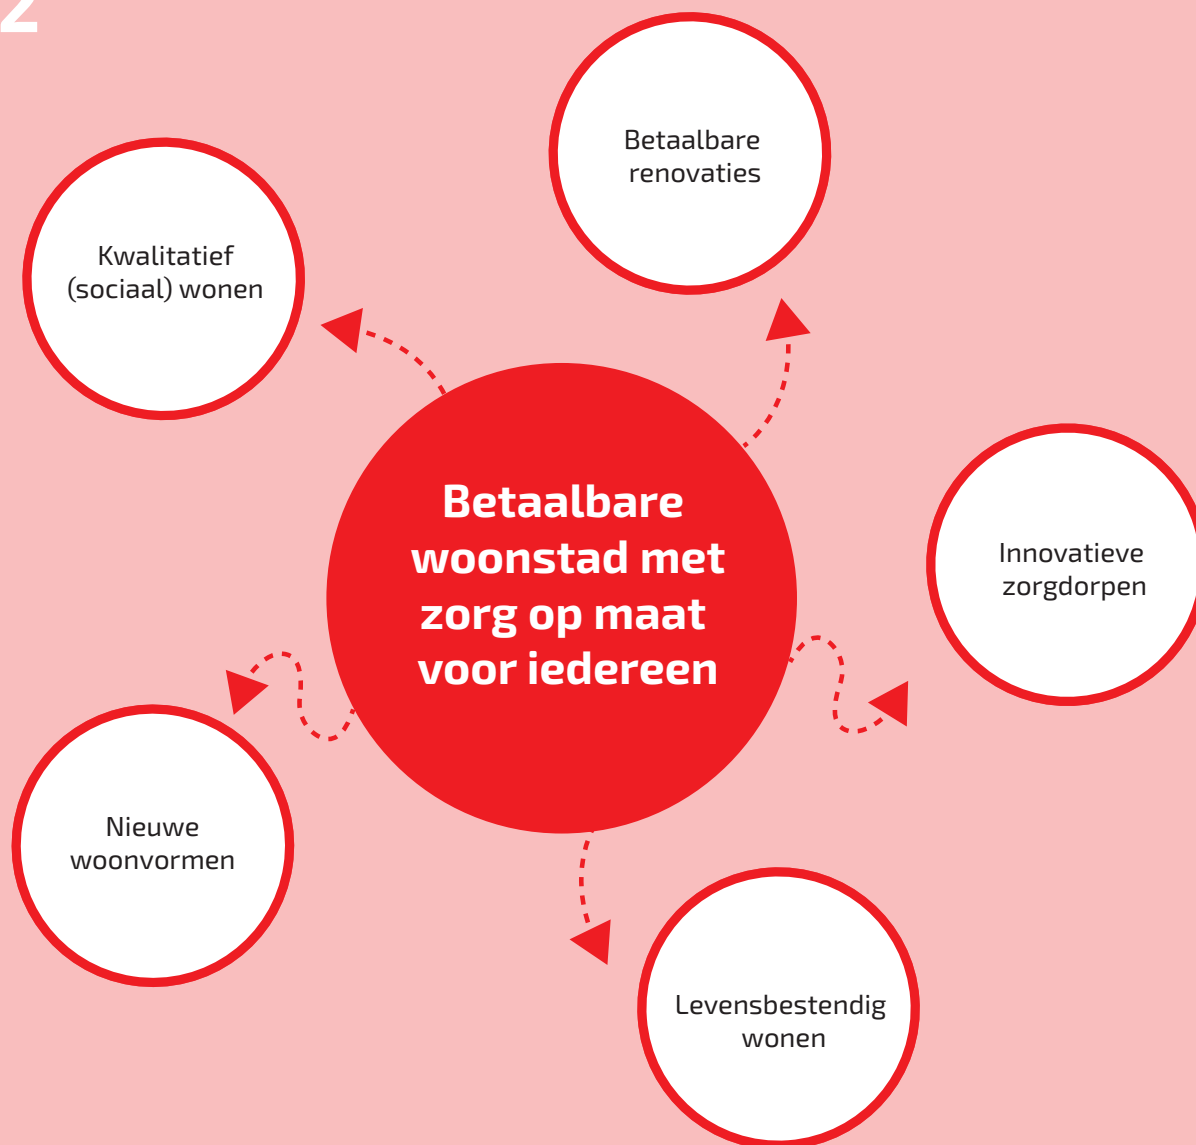 2
Betaalbare
renovaties
Kwalitatief
(sociaal) wonen
Betaalbare
woonstad met
zorg op maat
voor iedereen
Innovatieve
zorgdorpen
Nieuwe
woonvormen
Levensbestendig
wonen